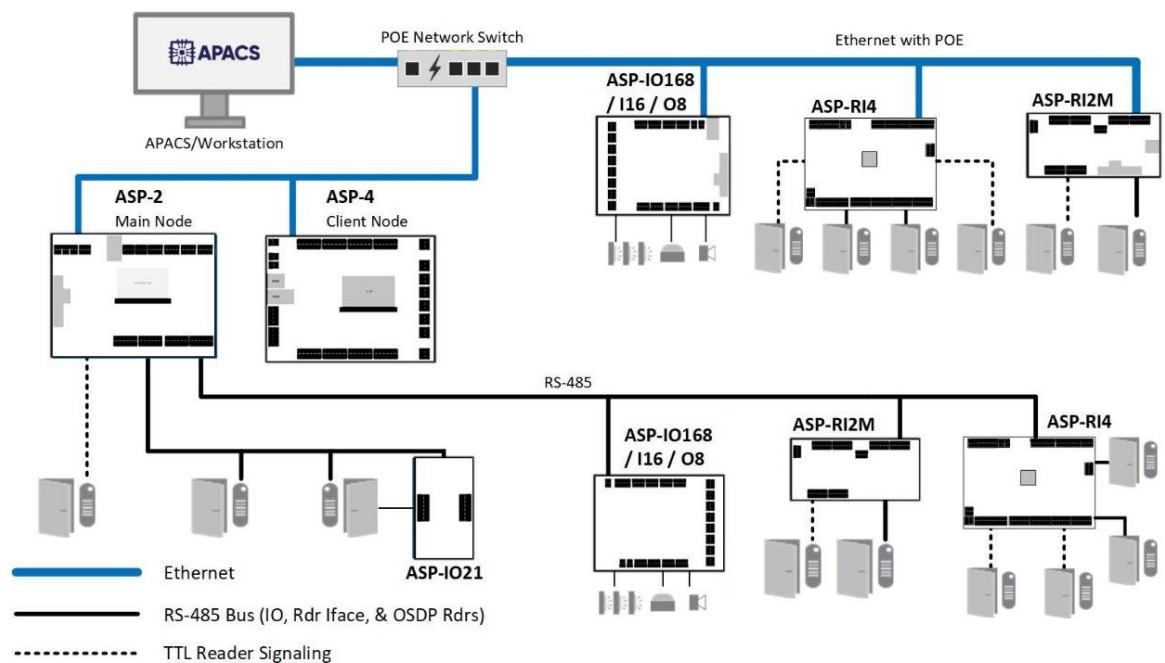 APACS
APACS/Workstation
POE Network Switch
Ethernet with POE
ASP-IO168
/ I16 / O8
ASP-RI4
ASP-RI2M
ASP-2
Main Node
ASP-4
Client Node
RS-485
ASP-IO168
/ I16 / O8
ASP-RI2M
ASP-RI4
ASP-IO21
Ethernet
RS-485 Bus (IO, Rdr Iface, & OSDP Rdrs)
TTL Reader Signaling